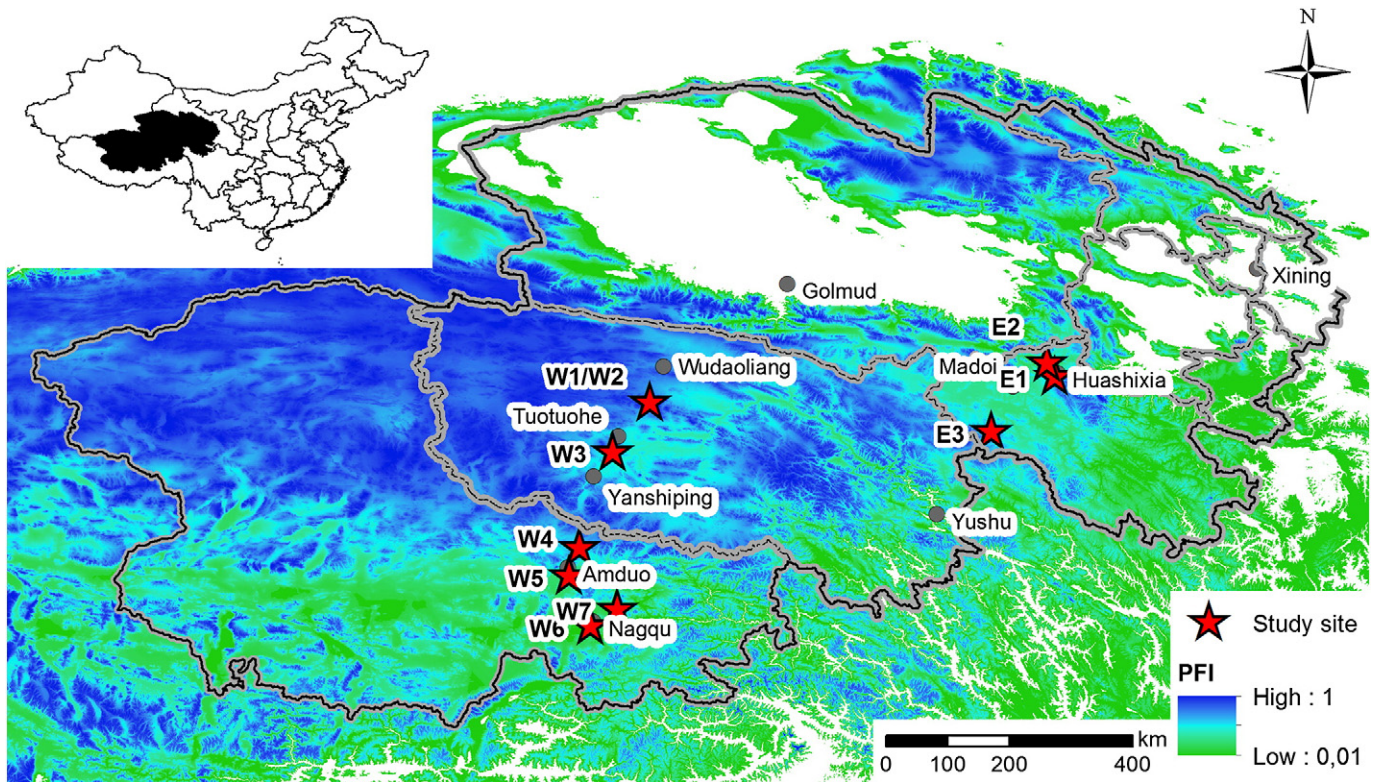 N
Xining
Golmud
E2
Wudaoliang
Madoi
E1
Huashixia
W1/W2
Tuotuohe
E3
W3
Yanshiping
Yushu
W4
W5
Amduo
W7
W6
Nagqu
Study site
PFI
High : 1
Low : 0,01
km
0 100 200 400